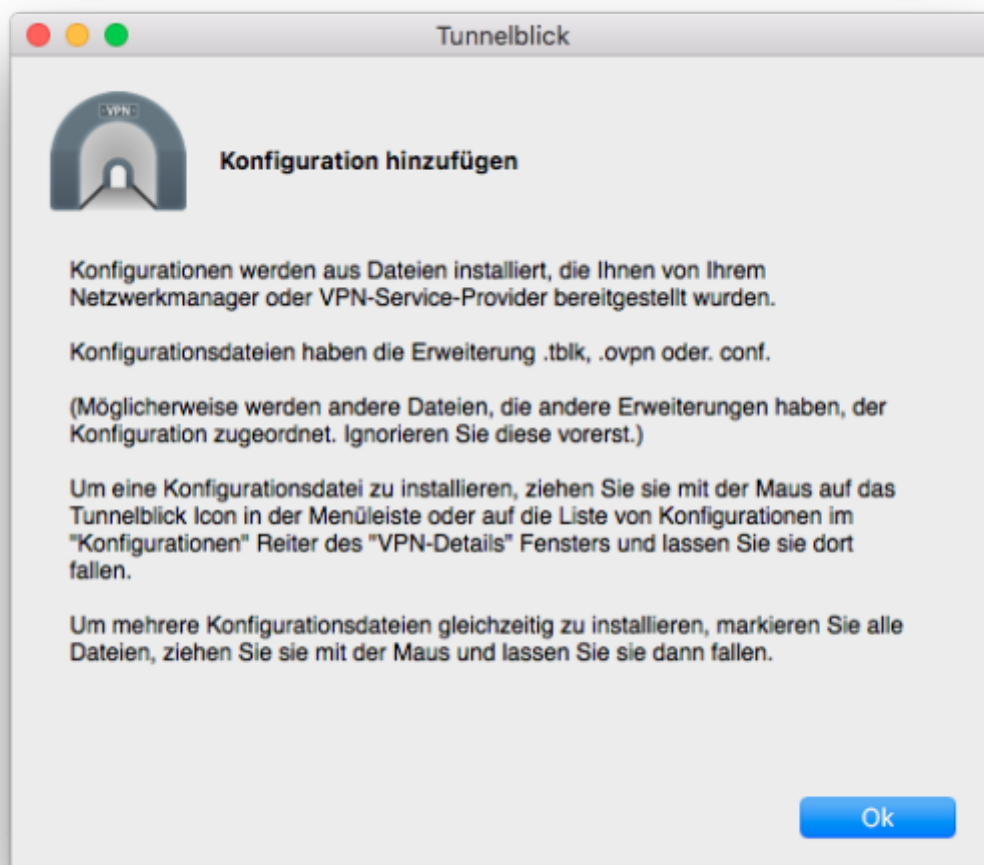 Tunnelblick
VPN
Konfiguration hinzufügen
Konfigurationen werden aus Dateien installiert, die Ihnen von Ihrem
Netzwerkmanager oder VPN-Service-Provider bereitgestellt wurden.
Konfigurationsdateien haben die Erweiterung .tblk, .ovpn oder. conf.
(Möglicherweise werden andere Dateien, die andere Erweiterungen haben, der
Konfiguration zugeordnet. Ignorieren Sie diese vorerst.)
Um eine Konfigurationsdatei zu installieren, ziehen Sie sie mit der Maus auf das
Tunnelblick Icon in der Menüleiste oder auf die Liste von Konfigurationen im
"Konfigurationen" Reiter des "VPN-Details" Fensters und lassen Sie sie dort
fallen.
Um mehrere Konfigurationsdateien gleichzeitig zu installieren, markieren Sie alle
Dateien, ziehen Sie sie mit der Maus und lassen Sie sie dann fallen.
Ok